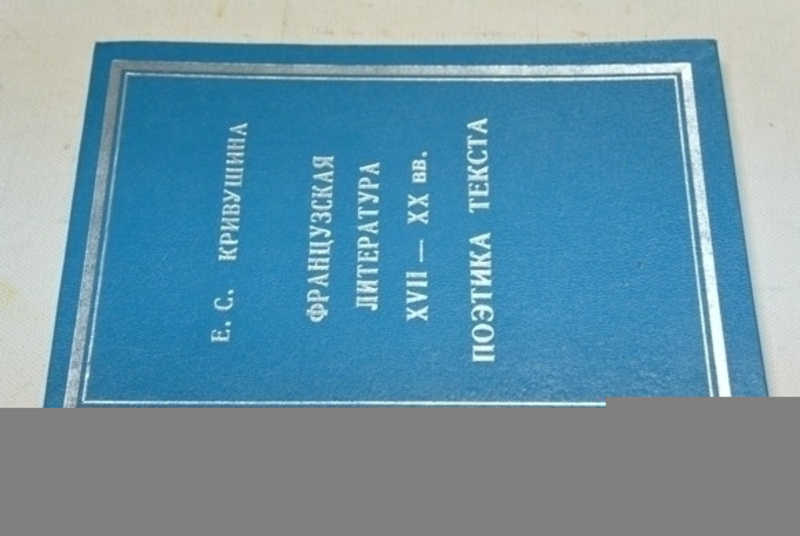 Е. С. КРИВУШИНА
ФРАНЦУЗСКАЯ
ЛИТЕРАТУРА
XVII — XX вв.
ПОЭТИКА ТЕКСТА